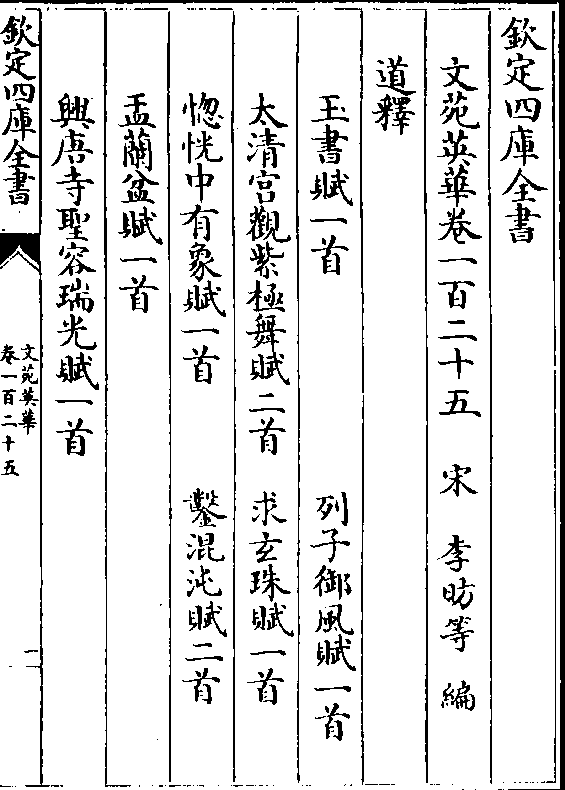 欽定四庫全書
文苑英華卷一百二十五　宋　李昉等　編
道釋
玉書賦一首　列子御風賦一首
太清宫觀紫極舞賦二首　求玄珠賦一首
惚恍中有象賦一首　鑿混沌賦二首
盂蘭盆賦一首
興唐寺聖容瑞光賦一首
欽定四庫全書
文苑英華
卷一百二十五
一